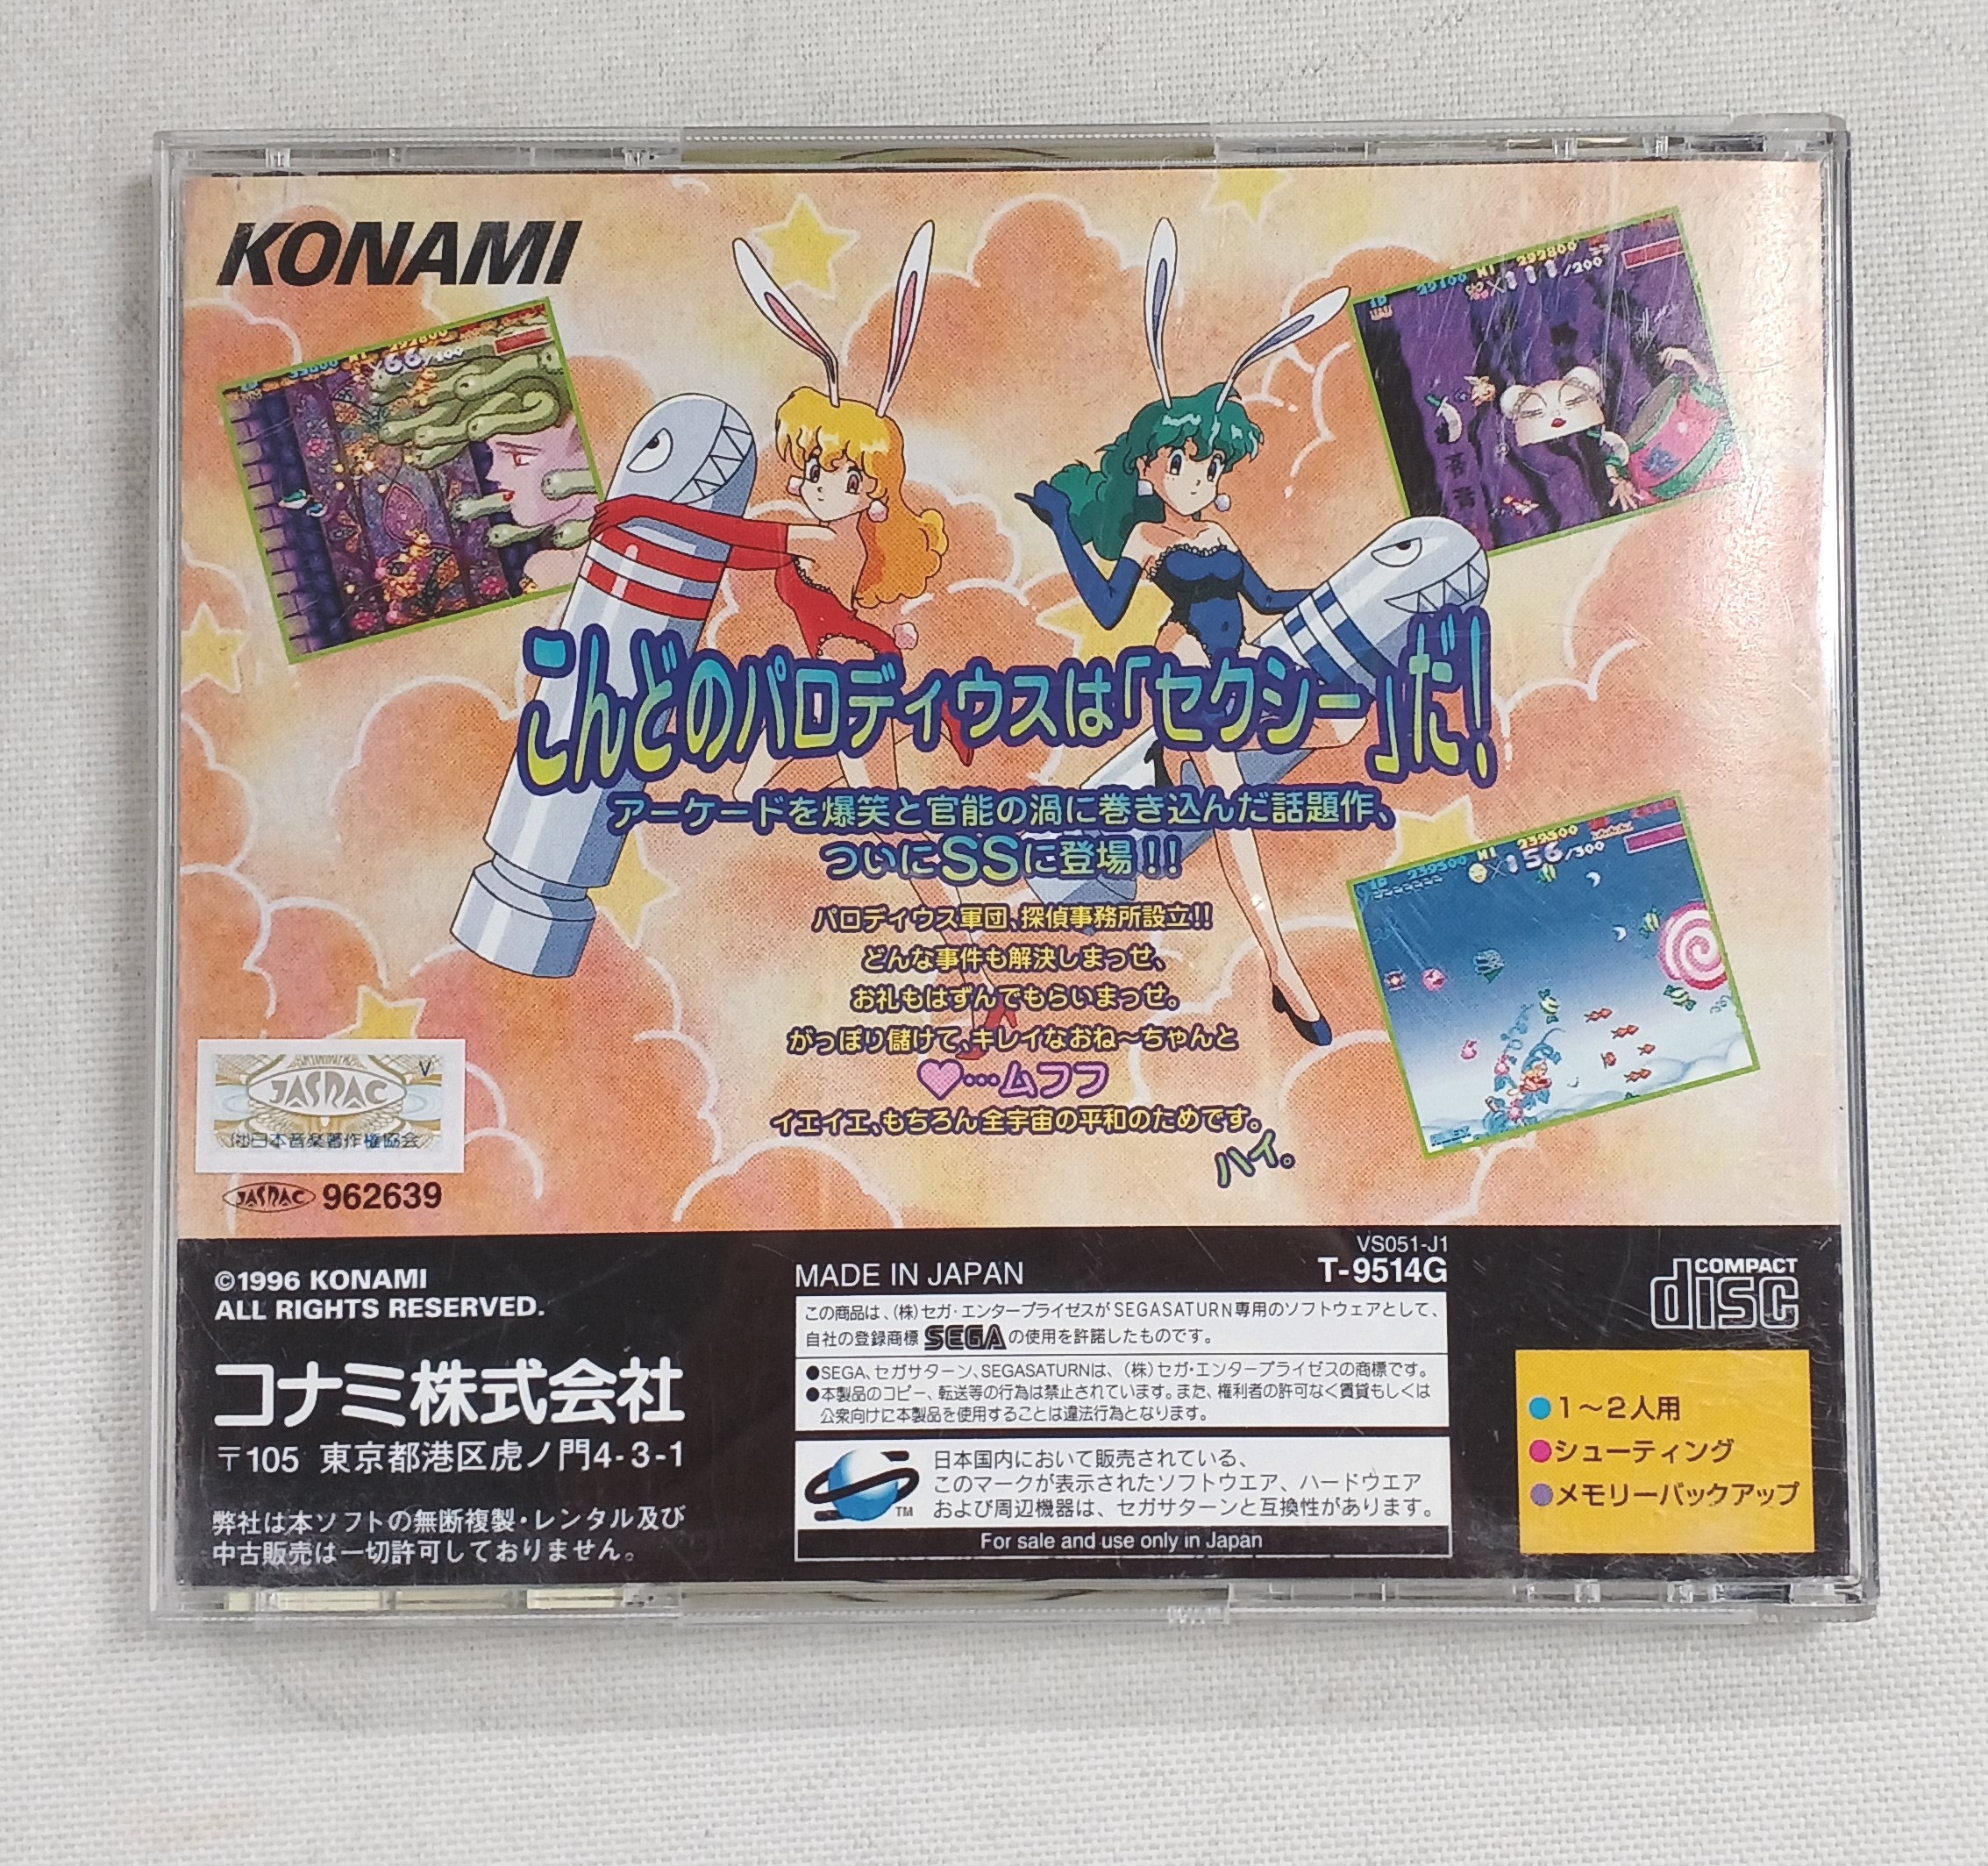 KONAMI
こんどのパロディウスは「セクシー」だ!
アーケードを爆笑と官能の渦に巻き込んだ話題作、
ついにSSに登場!!
パロディウス軍団、探偵事務所設立!!
どんな事件も解決しまっせ、
お礼もはずんでもらいまっせ。
がっぽり儲けて、キレイなおね〜ちゃんと
♥…ムフフ
イエイエ、もちろん全宇宙の平和のためです。
ハイ。
66/100
×111/200
×156/300
JASRAC
V
(社)日本音楽著作権協会
JASRAC 962639
©1996 KONAMI
ALL RIGHTS RESERVED.
コナミ株式会社
〒105 東京都港区虎ノ門4-3-1
弊社は本ソフトの無断複製・レンタル及び
中古販売は一切許可しておりません。
VS051-J1
MADE IN JAPAN T-9514G
この商品は、(株)セガ・エンタープライゼスがSEGASATURN専用のソフトウェアとして、
自社の登録商標 SEGA の使用を許諾したものです。
●SEGA、セガサターン、SEGASATURNは、(株)セガ・エンタープライゼスの商標です。
●本製品のコピー、転送等の行為は禁止されています。また、権利者の許可なく賃貸もしくは
公衆向けに本製品を使用することは違法行為となります。
日本国内において販売されている、
このマークが表示されたソフトウエア、ハードウエア
および周辺機器は、セガサターンと互換性があります。
TM
For sale and use only in Japan
COMPACT
disc
●1〜2人用
●シューティング
●メモリーバックアップ